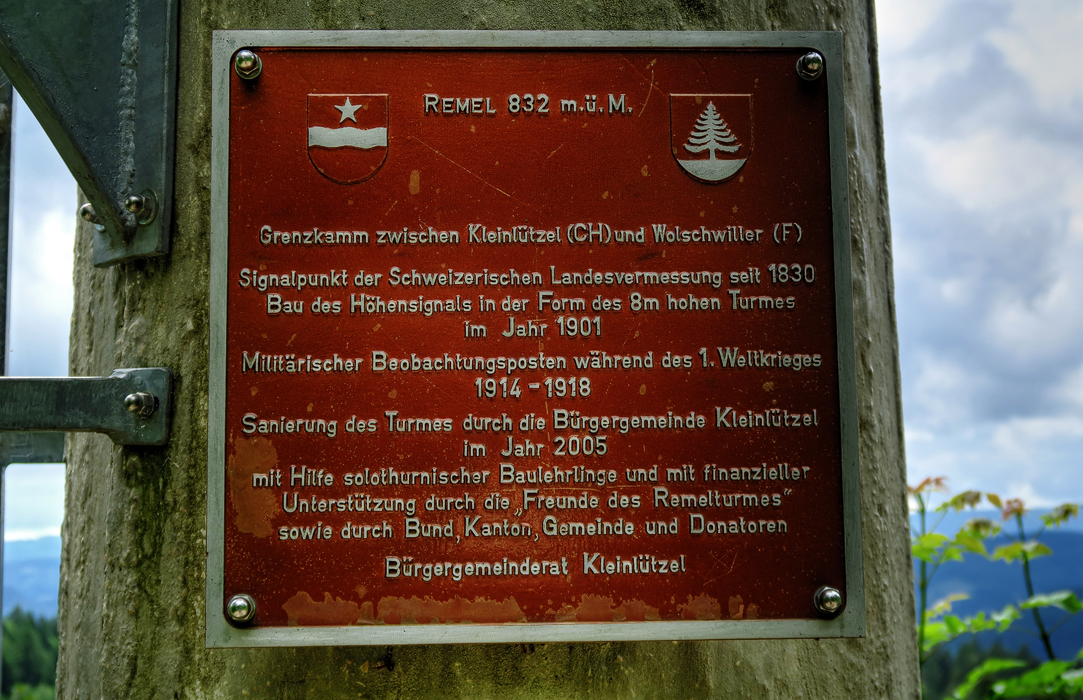 Remel 832 m.ü.M.
Grenzkamm zwischen Kleinlützel (CH) und Wolschwiller (F)
Signalpunkt der Schweizerischen Landesvermessung seit 1830
Bau des Höhensignals in der Form des 8m hohen Turmes
im Jahr 1901
Militärischer Beobachtungsposten während des 1. Weltkrieges
1914 - 1918
Sanierung des Turmes durch die Bürgergemeinde Kleinlützel
im Jahr 2005
mit Hilfe solothurnischer Baulehrlinge und mit finanzieller
Unterstützung durch die „Freunde des Remelturmes"
sowie durch Bund, Kanton, Gemeinde und Donatoren
Bürgergemeinderat Kleinlützel